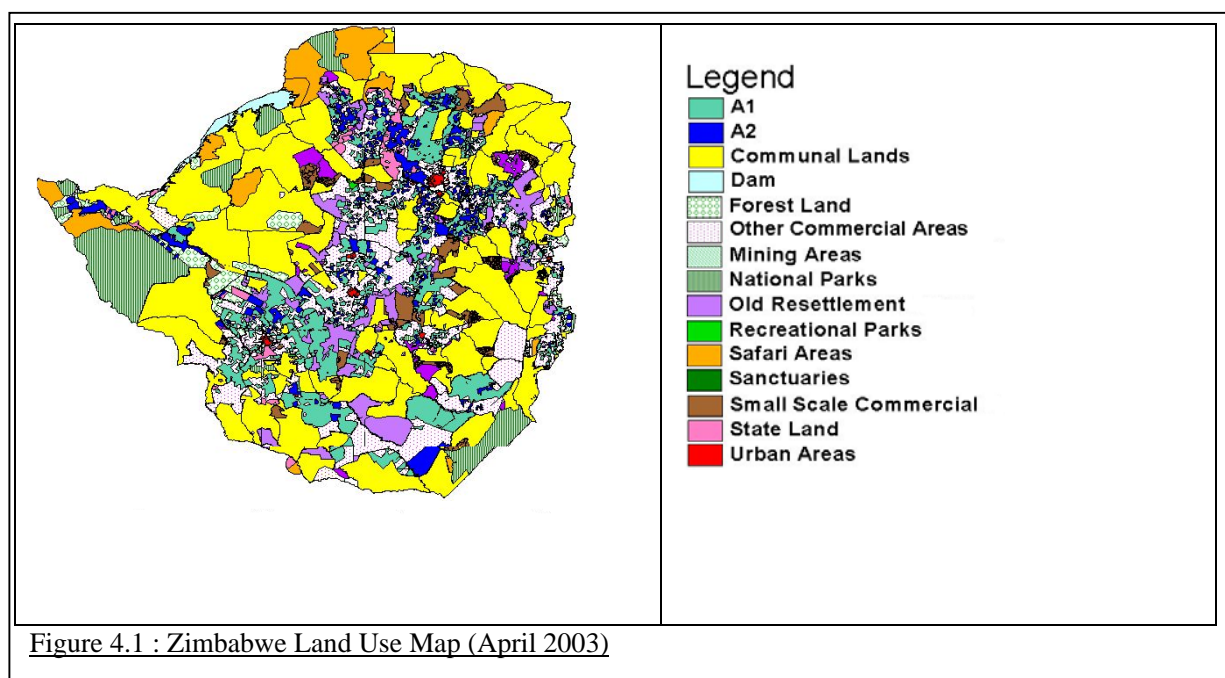 Legend
A1
A2
Communal Lands
Dam
Forest Land
Other Commercial Areas
Mining Areas
National Parks
Old Resettlement
Recreational Parks
Safari Areas
Sanctuaries
Small Scale Commercial
State Land
Urban Areas
Figure 4.1 : Zimbabwe Land Use Map (April 2003)